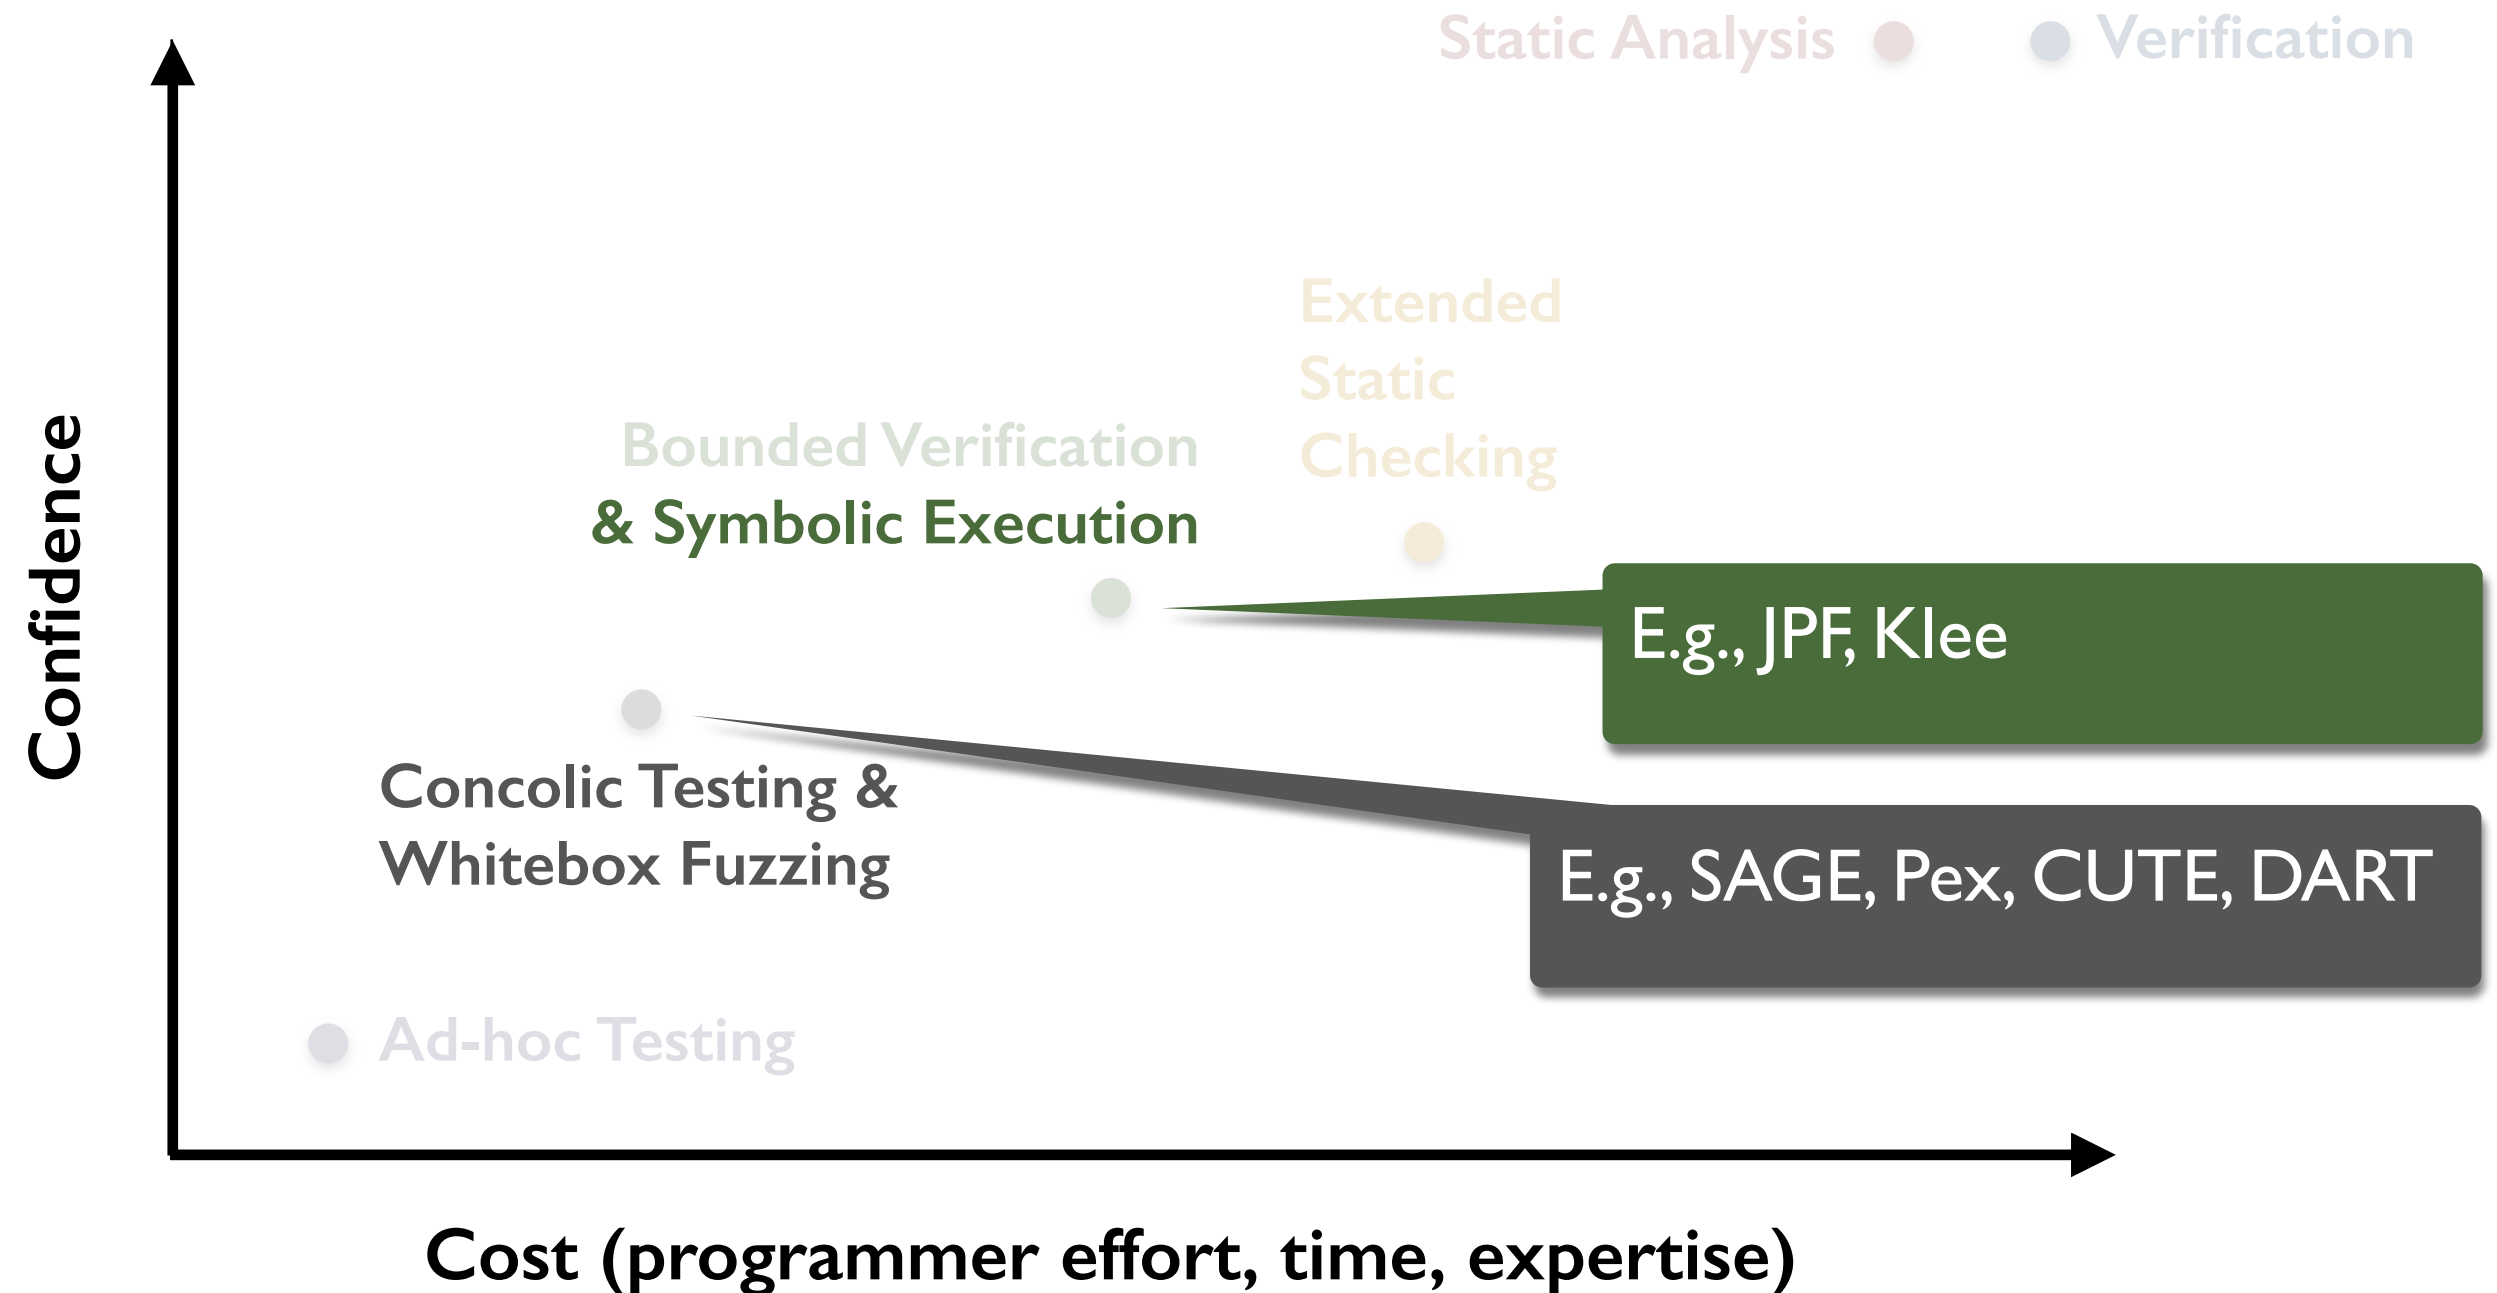 Static Analysis
Verification
Extended
Static
Checking
Bounded Verification
& Symbolic Execution
E.g., JPF, Klee
Concolic Testing &
Whitebox Fuzzing
E.g., SAGE, Pex, CUTE, DART
Ad-hoc Testing
Confidence
Cost (programmer effort, time, expertise)